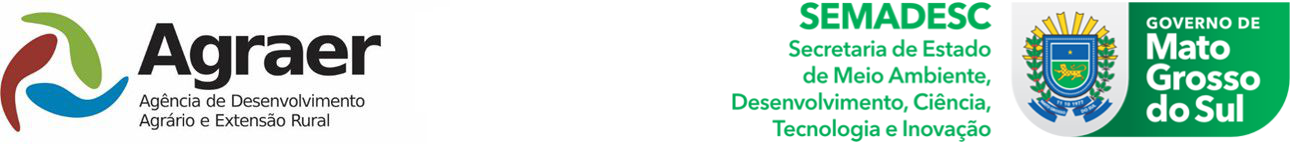 Agraer
Agência de Desenvolvimento
Agrário e Extensão Rural
SEMADESC
Secretaria de Estado
de Meio Ambiente,
Desenvolvimento, Ciência,
Tecnologia e Inovação
GOVERNO DE
Mato
Grosso
do Sul